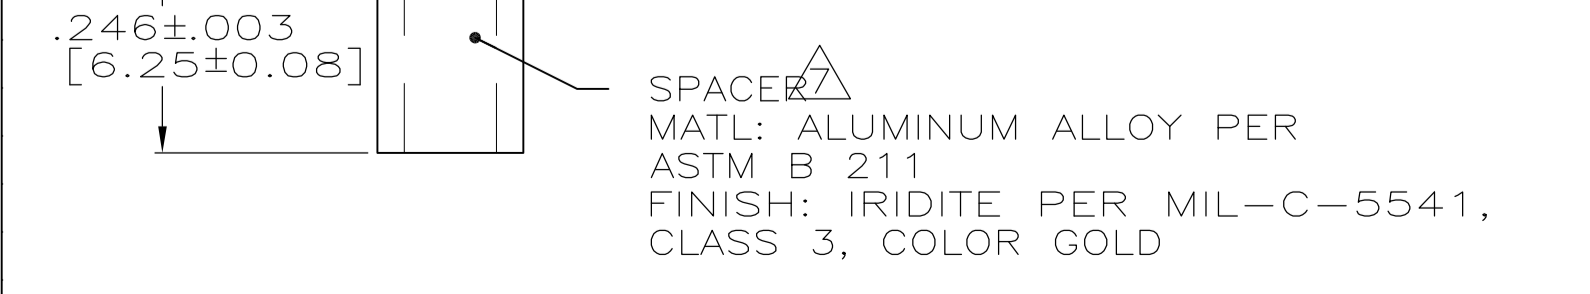 .246±.003
[6.25±0.08]
SPACER 7
MATL: ALUMINUM ALLOY PER
ASTM B 211
FINISH: IRIDITE PER MIL-C-5541,
CLASS 3, COLOR GOLD